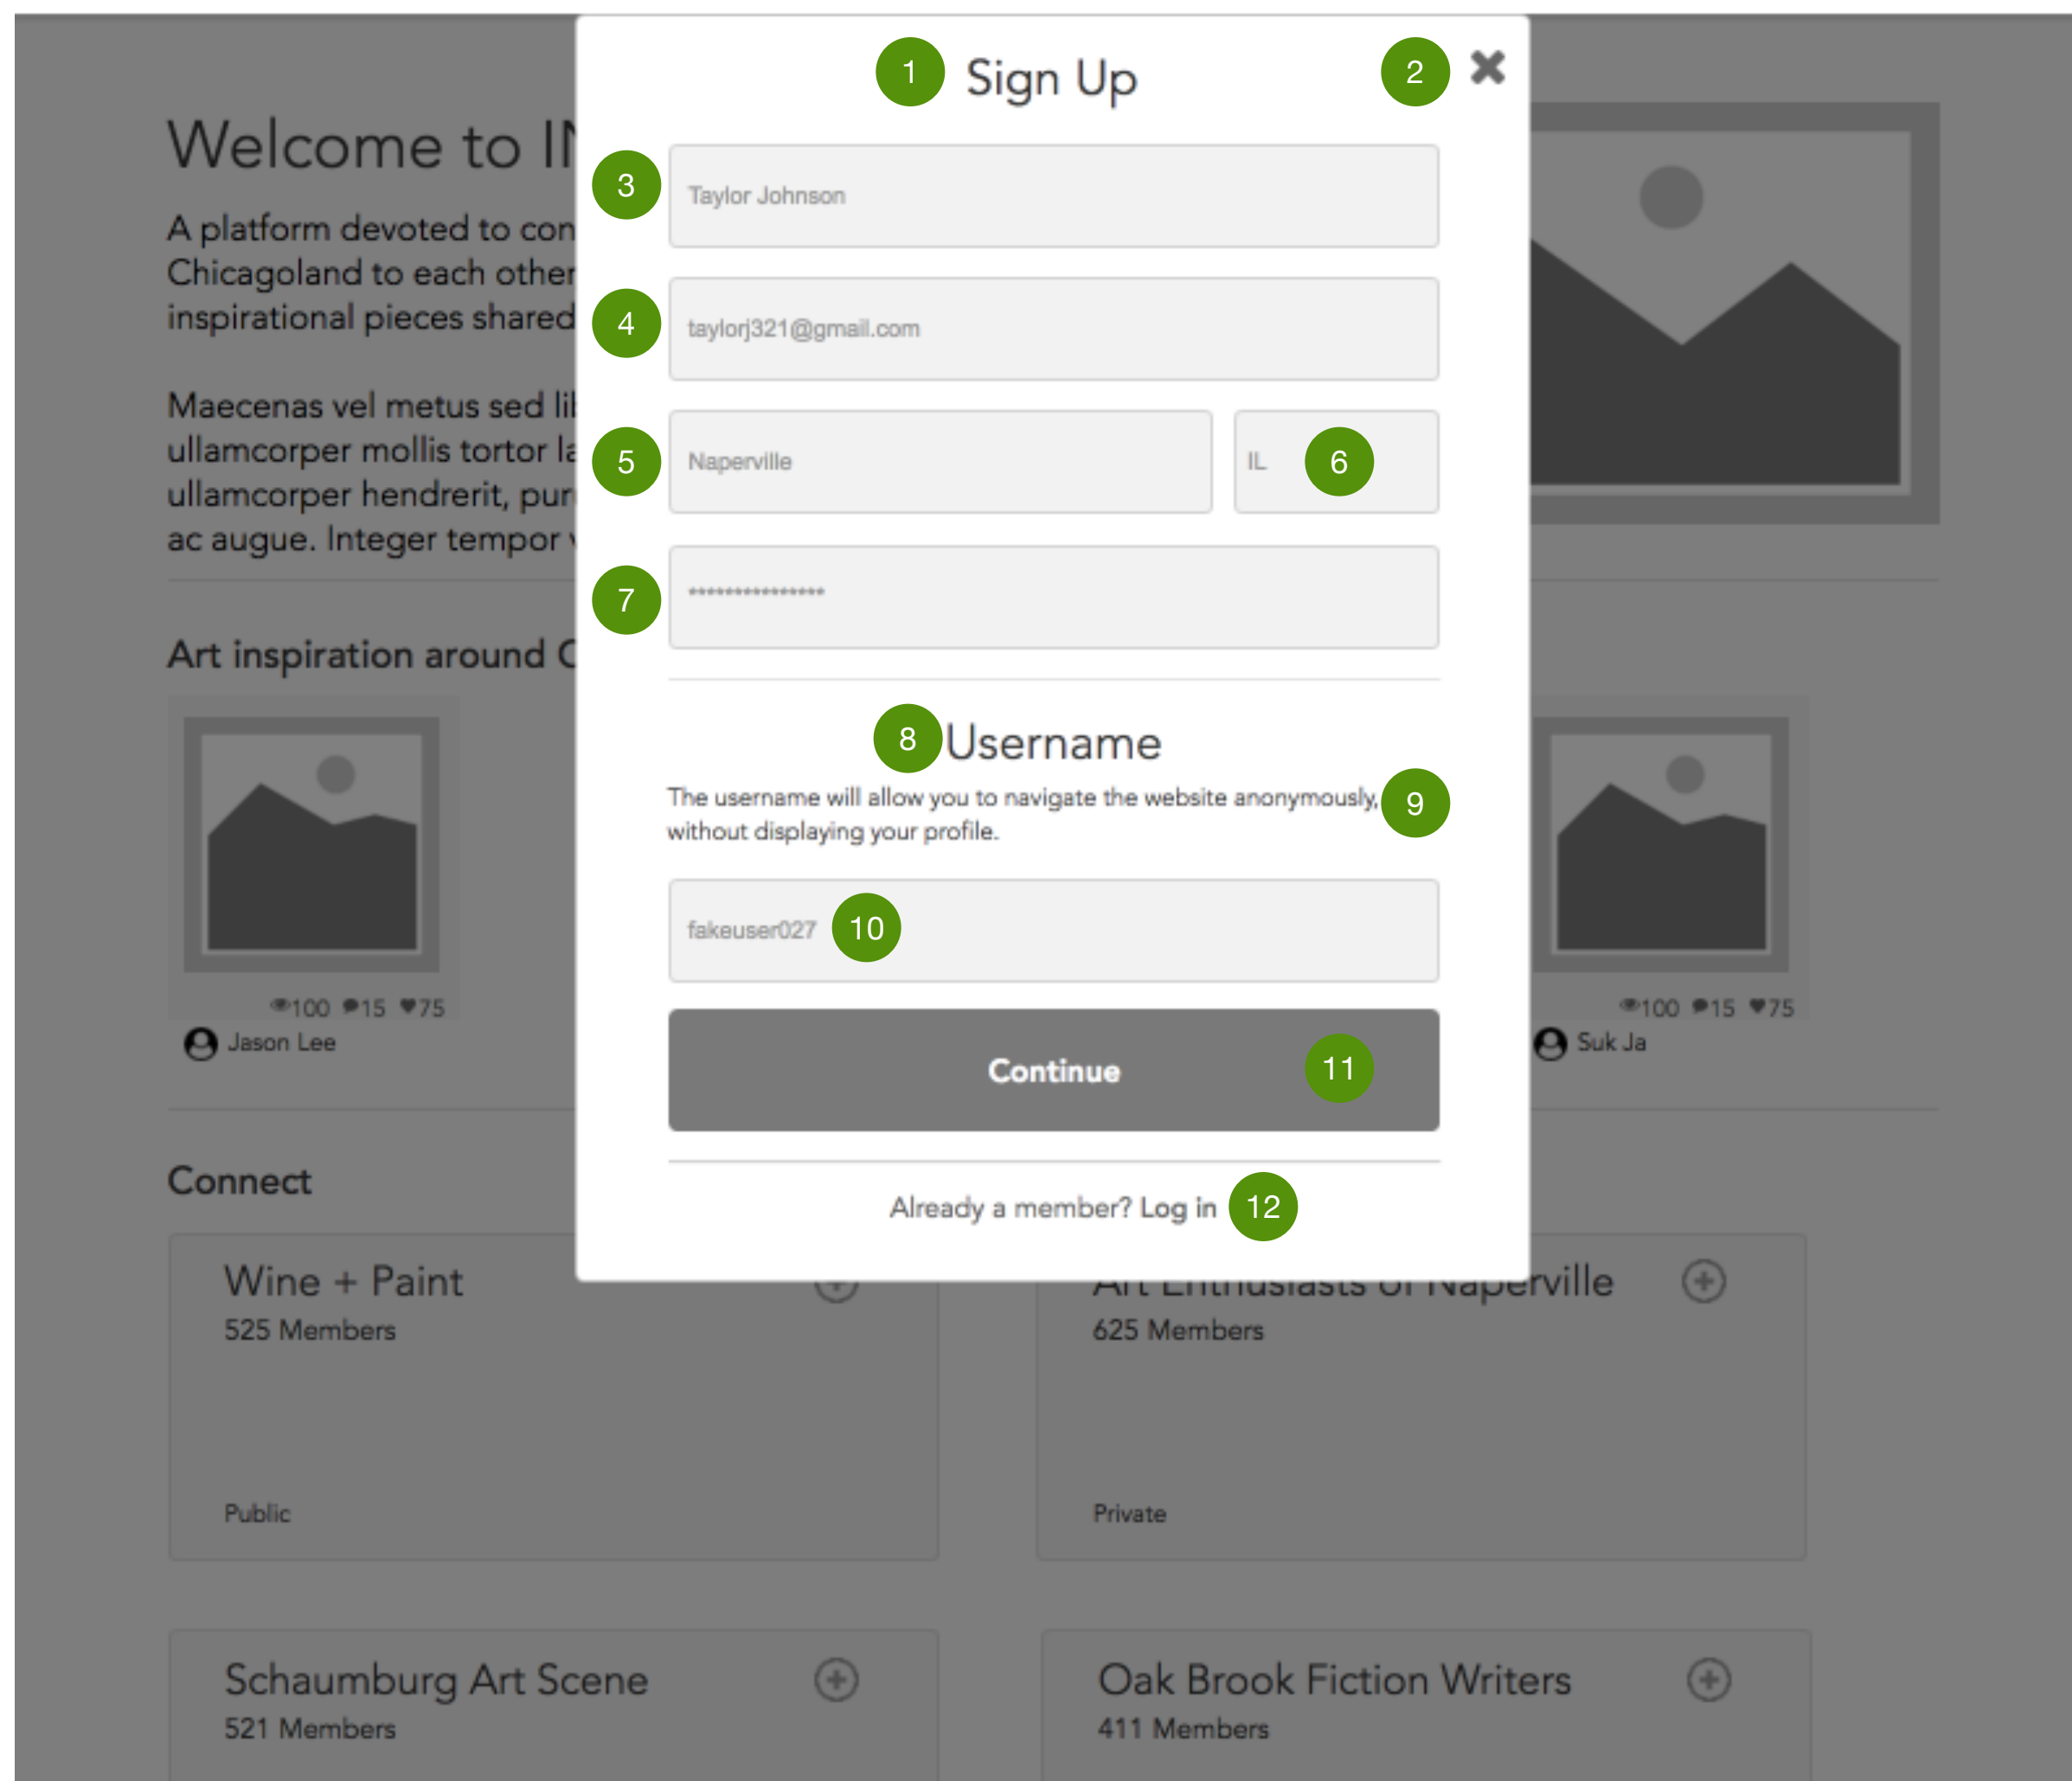 1 Sign Up 2
3 Taylor Johnson
4 taylorj321@gmail.com
5 Naperville IL 6
7 ***************
8 Username
The username will allow you to navigate the website anonymously, 9
without displaying your profile.
fakeuser027 10
Continue 11
Already a member? Log in 12
Welcome to
A platform devoted to con
Chicagoland to each other
inspirational pieces shared
Maecenas vel metus sed
ullamcorper mollis tortor
ullamcorper hendrerit,
ac augue. Integer tempor
Art inspiration around C
100 15 75
Jason Lee
100 15 75
Suk Ja
Connect
Wine + Paint
525 Members
Public
Art Enthusiasts of Naperville
625 Members
Private
Schaumburg Art Scene
521 Members
Oak Brook Fiction Writers
411 Members